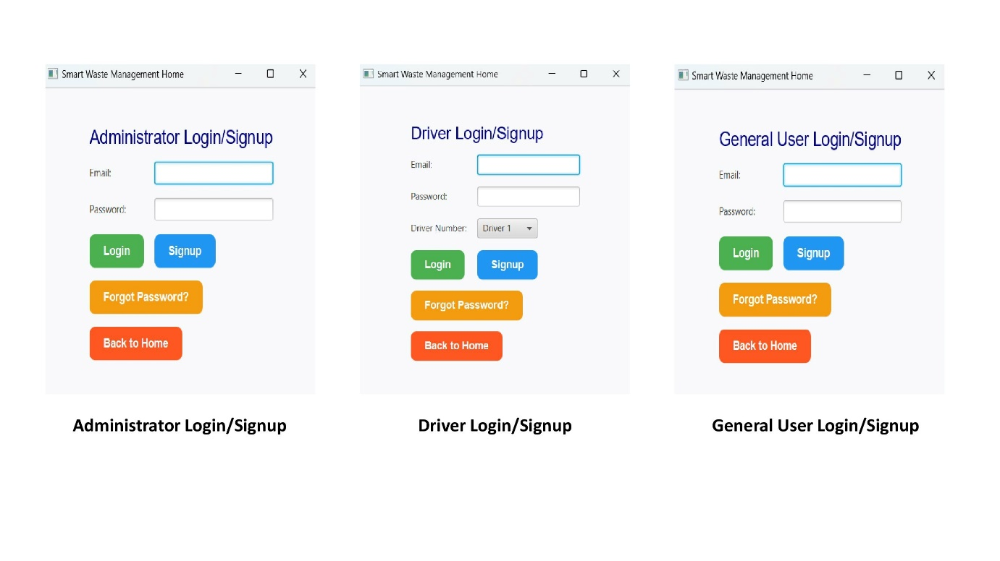 Smart Waste Management Home
Administrator Login/Signup
Email:
Password:
Login
Signup
Forgot Password?
Back to Home
Administrator Login/Signup
Smart Waste Management Home
Driver Login/Signup
Email:
Password:
Driver Number:
Driver 1
Login
Signup
Forgot Password?
Back to Home
Driver Login/Signup
Smart Waste Management Home
General User Login/Signup
Email:
Password:
Login
Signup
Forgot Password?
Back to Home
General User Login/Signup